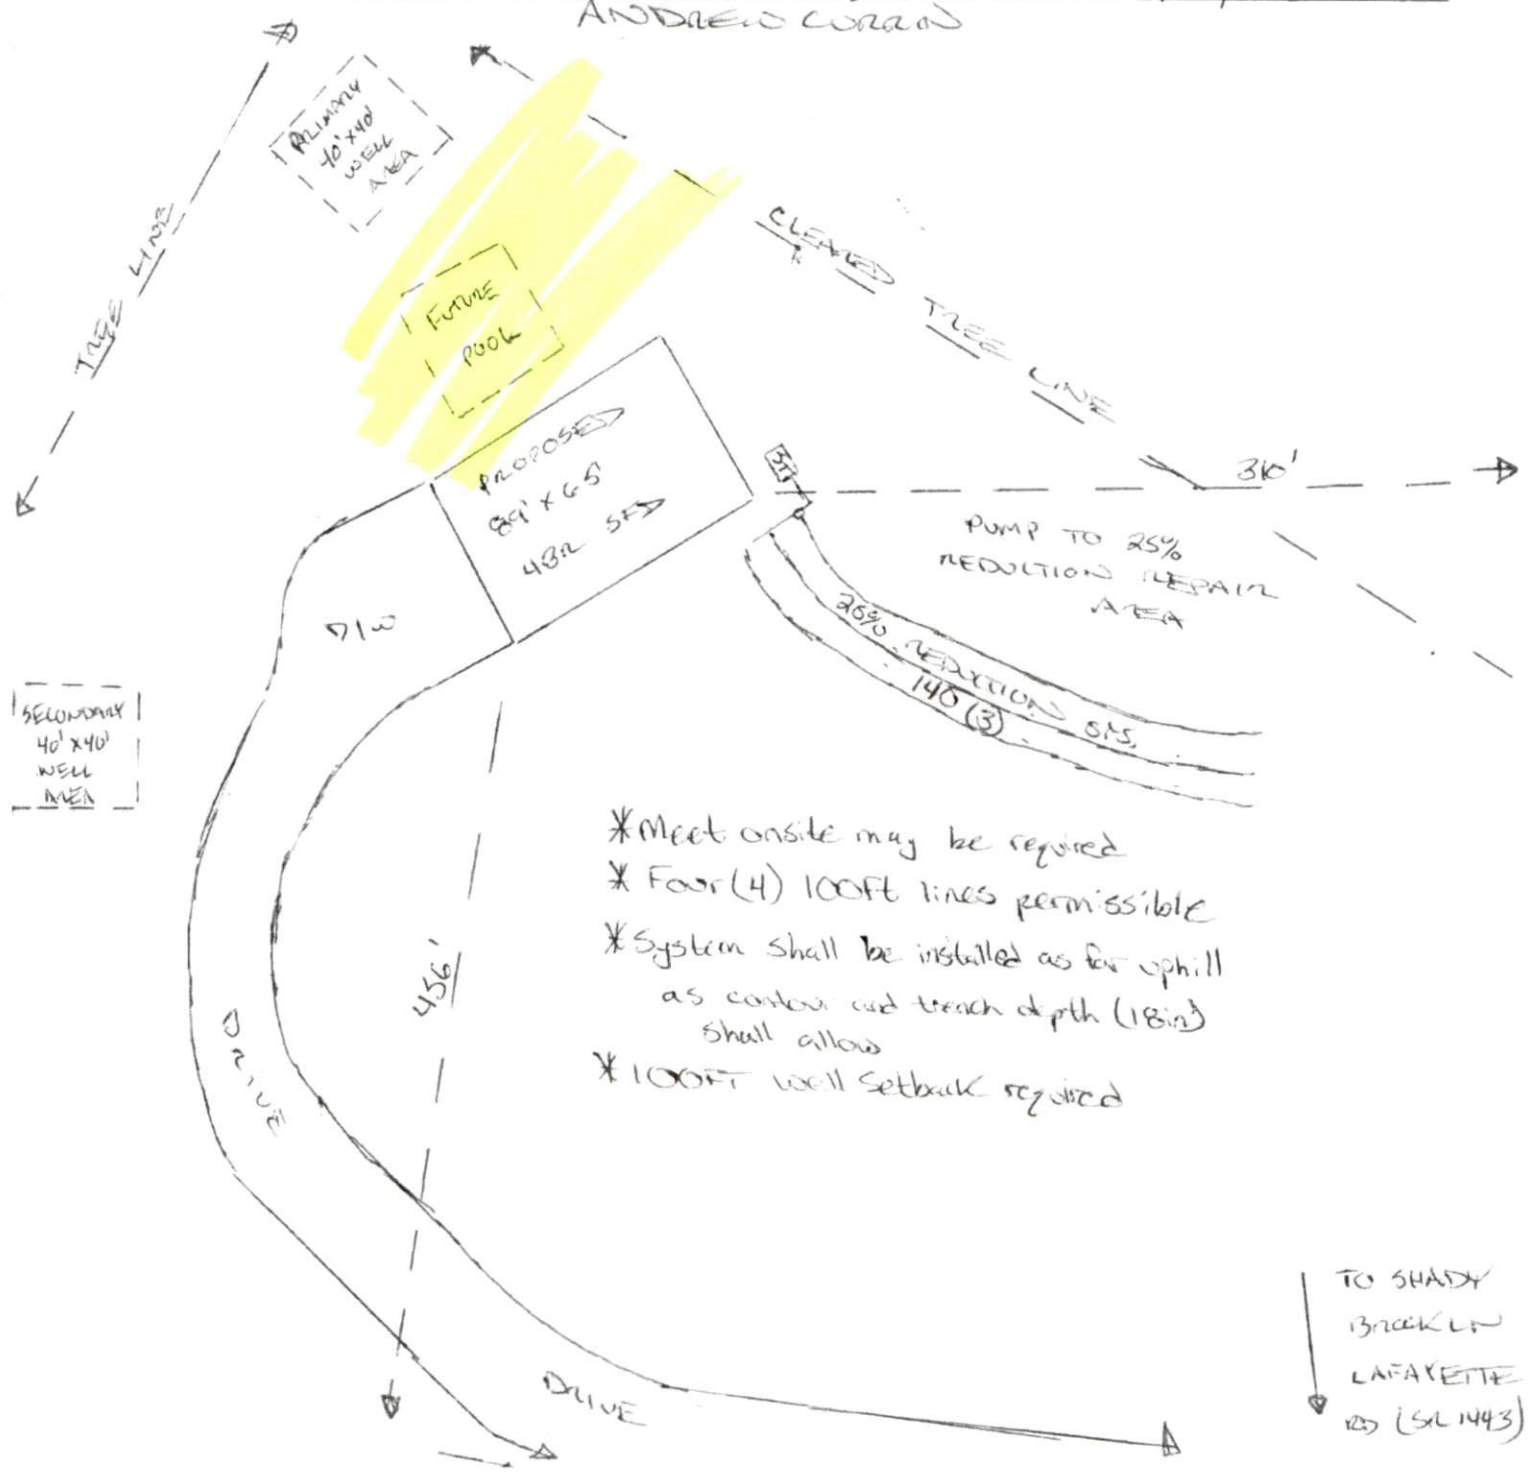 ANDREW CURRIN
PRIMARY
40' X40'
WELL
AREA
TREE LINE
FUTURE
POOL
CLEARED TREE LINE
PROPOSED
89' X 65'
4BR SFD
ST
310'
PUMP TO 25%
REDUCTION REPAIR
AREA
D/W
25% REDUCTION SYS.
140 (3)
SECONDARY
40' X40'
WELL
AREA
* Meet onsite may be required
* Four (4) 100Ft lines permissible
* System shall be installed as far uphill
as contour and trench depth (18in)
shall allow
* 100FT well Setback required
456'
DRIVE
DRIVE
TO SHADY
BROOK LN
LAFAYETTE
RD (SR 1443)